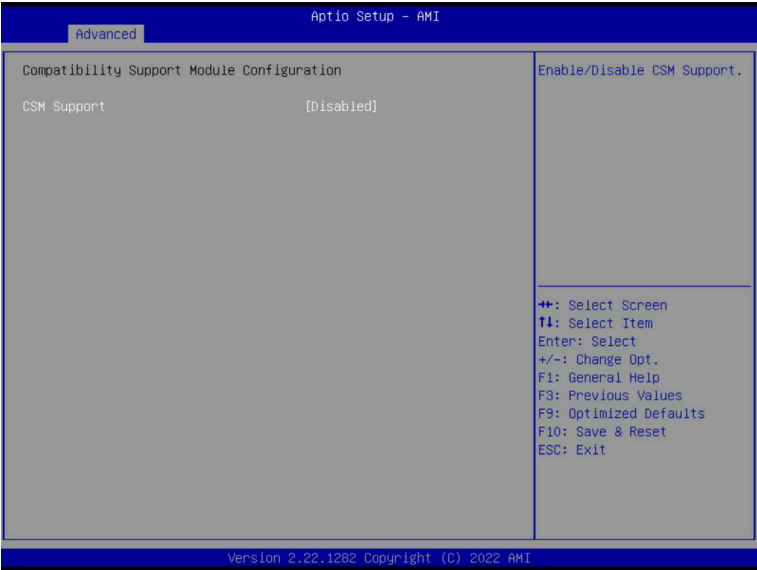 Aptio Setup – AMI
Advanced
Compatibility Support Module Configuration
CSM Support [Disabled]
Enable/Disable CSM Support.
→←: Select Screen
↑↓: Select Item
Enter: Select
+/-: Change Opt.
F1: General Help
F3: Previous Values
F9: Optimized Defaults
F10: Save & Reset
ESC: Exit
Version 2.22.1282 Copyright (C) 2022 AMI